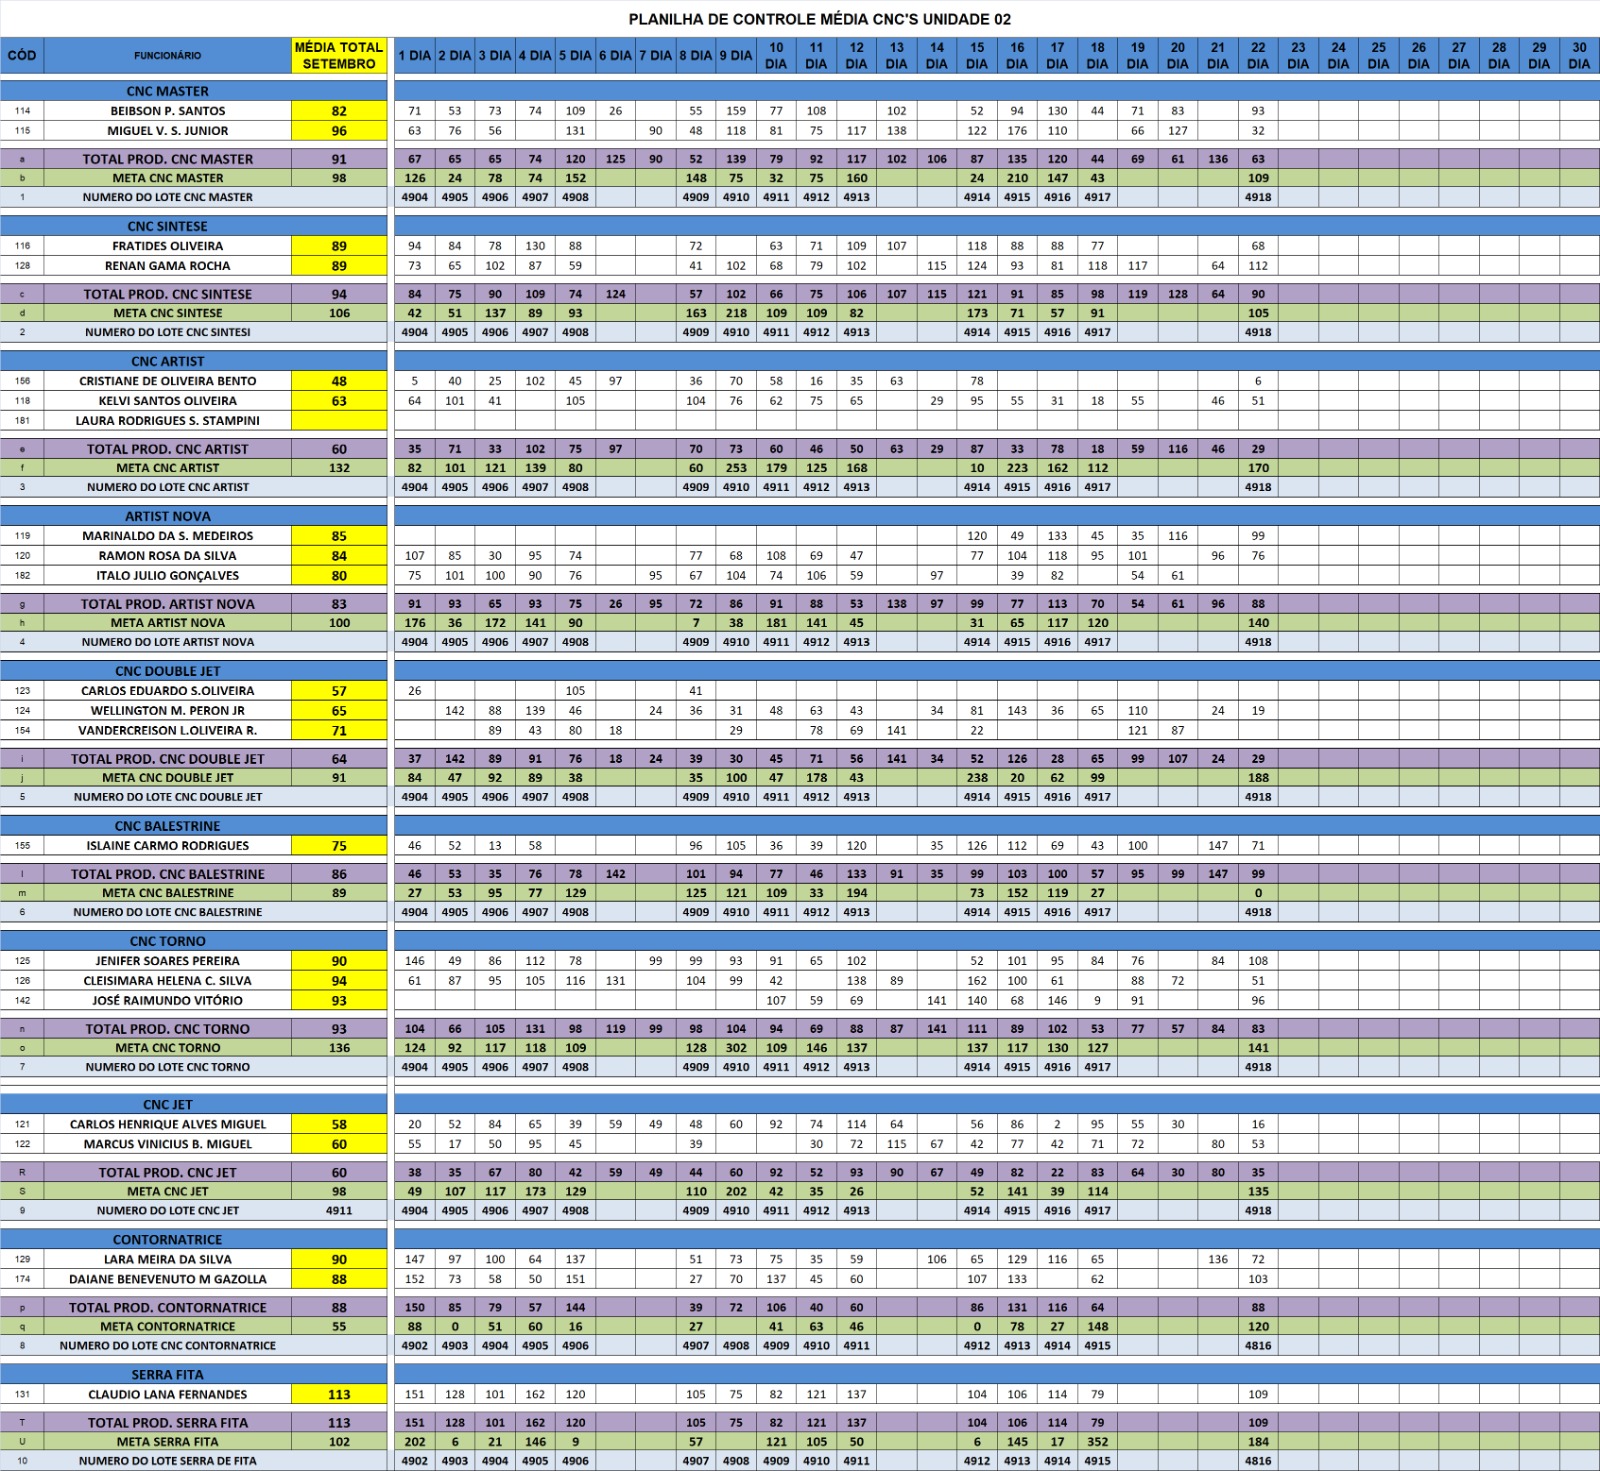 PLANILHA DE CONTROLE MÉDIA CNC'S UNIDADE 02
CÓD FUNCIONÁRIO MÉDIA TOTAL SETEMBRO 1 DIA 2 DIA 3 DIA 4 DIA 5 DIA 6 DIA 7 DIA 8 DIA 9 DIA 10 DIA 11 DIA 12 DIA 13 DIA 14 DIA 15 DIA 16 DIA 17 DIA 18 DIA 19 DIA 20 DIA 21 DIA 22 DIA 23 DIA 24 DIA 25 DIA 26 DIA 27 DIA 28 DIA 29 DIA 30 DIA
CNC MASTER
114 BEIBSON P. SANTOS 82 71 53 73 74 109 26 55 159 77 108 102 52 94 130 44 71 83 93
115 MIGUEL V. S. JUNIOR 96 63 76 56 131 90 48 118 81 75 117 138 122 176 110 66 127 32
a TOTAL PROD. CNC MASTER 91 67 65 65 74 120 125 90 52 139 79 92 117 102 106 87 135 120 44 69 61 136 63
b META CNC MASTER 98 126 24 78 74 152 148 75 32 75 160 24 210 147 43 109
1 NUMERO DO LOTE CNC MASTER 4904 4905 4906 4907 4908 4909 4910 4911 4912 4913 4914 4915 4916 4917 4918
CNC SINTESE
116 FRATIDES OLIVEIRA 89 94 84 78 130 88 72 63 71 109 107 118 88 88 77 68
128 RENAN GAMA ROCHA 89 73 65 102 87 59 41 102 68 79 102 115 124 93 81 118 117 64 112
c TOTAL PROD. CNC SINTESE 94 84 75 90 109 74 124 57 102 66 75 106 107 115 121 91 85 98 119 128 64 90
d META CNC SINTESE 106 42 51 137 89 93 163 218 109 109 82 173 71 57 91 105
2 NUMERO DO LOTE CNC SINTESI 4904 4905 4906 4907 4908 4909 4910 4911 4912 4913 4914 4915 4916 4917 4918
CNC ARTIST
156 CRISTIANE DE OLIVEIRA BENTO 48 5 40 25 102 45 97 36 70 58 16 35 63 78 6
118 KELVI SANTOS OLIVEIRA 63 64 101 41 105 104 76 62 75 65 29 95 55 31 18 55 46 51
181 LAURA RODRIGUES S. STAMPINI
e TOTAL PROD. CNC ARTIST 60 35 71 33 102 75 97 70 73 60 46 50 63 29 87 33 78 18 59 116 46 29
f META CNC ARTIST 132 82 101 121 139 80 60 253 179 125 168 10 223 162 112 170
3 NUMERO DO LOTE CNC ARTIST 4904 4905 4906 4907 4908 4909 4910 4911 4912 4913 4914 4915 4916 4917 4918
ARTIST NOVA
119 MARINALDO DA S. MEDEIROS 85 120 49 133 45 35 116 99
120 RAMON ROSA DA SILVA 84 107 85 30 95 74 77 68 108 69 47 77 104 118 95 101 96 76
182 ITALO JULIO GONÇALVES 80 75 101 100 90 76 95 67 104 74 106 59 97 39 82 54 61
g TOTAL PROD. ARTIST NOVA 83 91 93 65 93 75 26 95 72 86 91 88 53 138 97 99 77 113 70 54 61 96 88
h META ARTIST NOVA 100 176 36 172 141 90 7 38 181 141 45 31 65 117 120 140
4 NUMERO DO LOTE ARTIST NOVA 4904 4905 4906 4907 4908 4909 4910 4911 4912 4913 4914 4915 4916 4917 4918
CNC DOUBLE JET
123 CARLOS EDUARDO S.OLIVEIRA 57 26 105 41
124 WELLINGTON M. PERON JR 65 142 88 139 46 24 36 31 48 63 43 34 81 143 36 65 110 24 19
154 VANDERCREISON L.OLIVEIRA R. 71 89 43 80 18 29 78 69 141 22 121 87
i TOTAL PROD. CNC DOUBLE JET 64 37 142 89 91 76 18 24 39 30 45 71 56 141 34 52 126 28 65 99 107 24 29
j META CNC DOUBLE JET 91 84 47 92 89 38 35 100 47 178 43 238 20 62 99 188
5 NUMERO DO LOTE CNC DOUBLE JET 4904 4905 4906 4907 4908 4909 4910 4911 4912 4913 4914 4915 4916 4917 4918
CNC BALESTRINE
155 ISLAINE CARMO RODRIGUES 75 46 52 13 58 96 105 36 39 120 35 126 112 69 43 100 147 71
l TOTAL PROD. CNC BALESTRINE 86 46 53 35 76 78 142 101 94 77 46 133 91 35 99 103 100 57 95 99 147 99
m META CNC BALESTRINE 89 27 53 95 77 129 125 121 109 33 194 73 152 119 27 0
6 NUMERO DO LOTE CNC BALESTRINE 4904 4905 4906 4907 4908 4909 4910 4911 4912 4913 4914 4915 4916 4917 4918
CNC TORNO
125 JENIFER SOARES PEREIRA 90 146 49 86 112 78 99 99 93 91 65 102 52 101 95 84 76 84 108
126 CLEISIMARA HELENA C. SILVA 94 61 87 95 105 116 131 104 99 42 138 89 162 100 61 88 72 51
142 JOSÉ RAIMUNDO VITÓRIO 93 107 59 69 141 140 68 146 9 91 96
n TOTAL PROD. CNC TORNO 93 104 66 105 131 98 119 99 98 104 94 69 88 87 141 111 89 102 53 77 57 84 83
o META CNC TORNO 136 124 92 117 118 109 128 302 109 146 137 137 117 130 127 141
7 NUMERO DO LOTE CNC TORNO 4904 4905 4906 4907 4908 4909 4910 4911 4912 4913 4914 4915 4916 4917 4918
CNC JET
121 CARLOS HENRIQUE ALVES MIGUEL 58 20 52 84 65 39 59 49 48 60 92 74 114 64 56 86 2 95 55 30 16
122 MARCUS VINICIUS B. MIGUEL 60 55 17 50 95 45 39 30 72 115 67 42 77 42 71 72 80 53
R TOTAL PROD. CNC JET 60 38 35 67 80 42 59 49 44 60 92 52 93 90 67 49 82 22 83 64 30 80 35
S META CNC JET 98 49 107 117 173 129 110 202 42 35 26 52 141 39 114 135
9 NUMERO DO LOTE CNC JET 4911 4904 4905 4906 4907 4908 4909 4910 4911 4912 4913 4914 4915 4916 4917 4918
CONTORNATRICE
129 LARA MEIRA DA SILVA 90 147 97 100 64 137 51 73 75 35 59 106 65 129 116 65 136 72
174 DAIANE BENEVENUTO M GAZOLLA 88 152 73 58 50 151 27 70 137 45 60 107 133 62 103
p TOTAL PROD. CONTORNATRICE 88 150 85 79 57 144 39 72 106 40 60 86 131 116 64 88
q META CONTORNATRICE 55 88 0 51 60 16 27 41 63 46 0 78 27 148 120
8 NUMERO DO LOTE CNC CONTORNATRICE 4902 4903 4904 4905 4906 4907 4908 4909 4910 4911 4912 4913 4914 4915 4816
SERRA FITA
131 CLAUDIO LANA FERNANDES 113 151 128 101 162 120 105 75 82 121 137 104 106 114 79 109
T TOTAL PROD. SERRA FITA 113 151 128 101 162 120 105 75 82 121 137 104 106 114 79 109
U META SERRA FITA 102 202 6 21 146 9 57 121 105 50 6 145 17 352 184
10 NUMERO DO LOTE SERRA DE FITA 4902 4903 4904 4905 4906 4907 4908 4909 4910 4911 4912 4913 4914 4915 4816